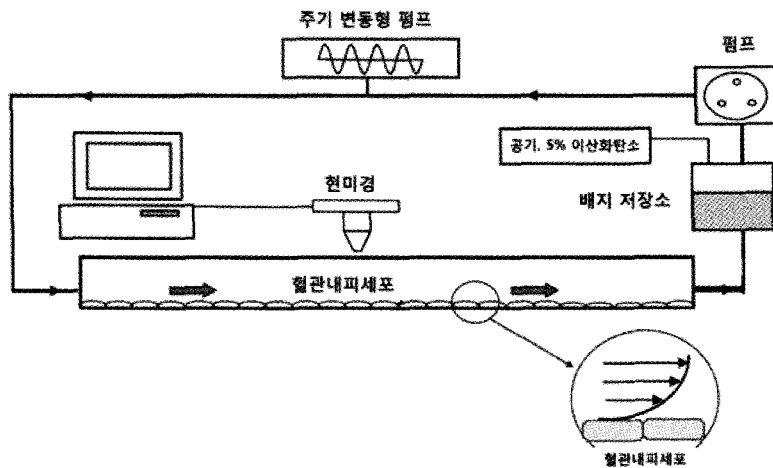 주기 변동형 펌프
펌프
공기, 5% 이산화탄소
현미경
배지 저장소
혈관내피세포
혈관내피세포